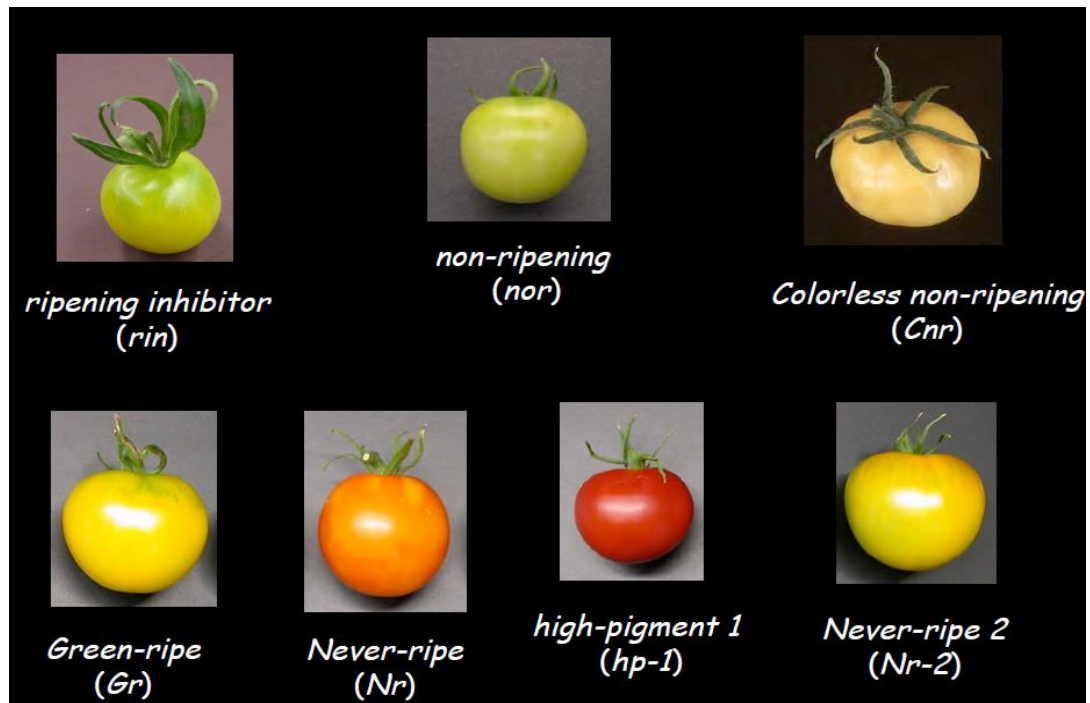 ripening inhibitor
(rin)
non-ripening
(nor)
Colorless non-ripening
(Cnr)
Green-ripe
(Gr)
Never-ripe
(Nr)
high-pigment 1
(hp-1)
Never-ripe 2
(Nr-2)